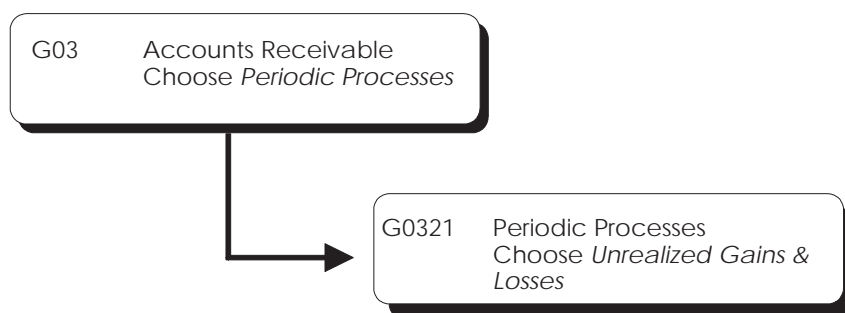 G03 Accounts Receivable
Choose Periodic Processes
G0321 Periodic Processes
Choose Unrealized Gains &
Losses